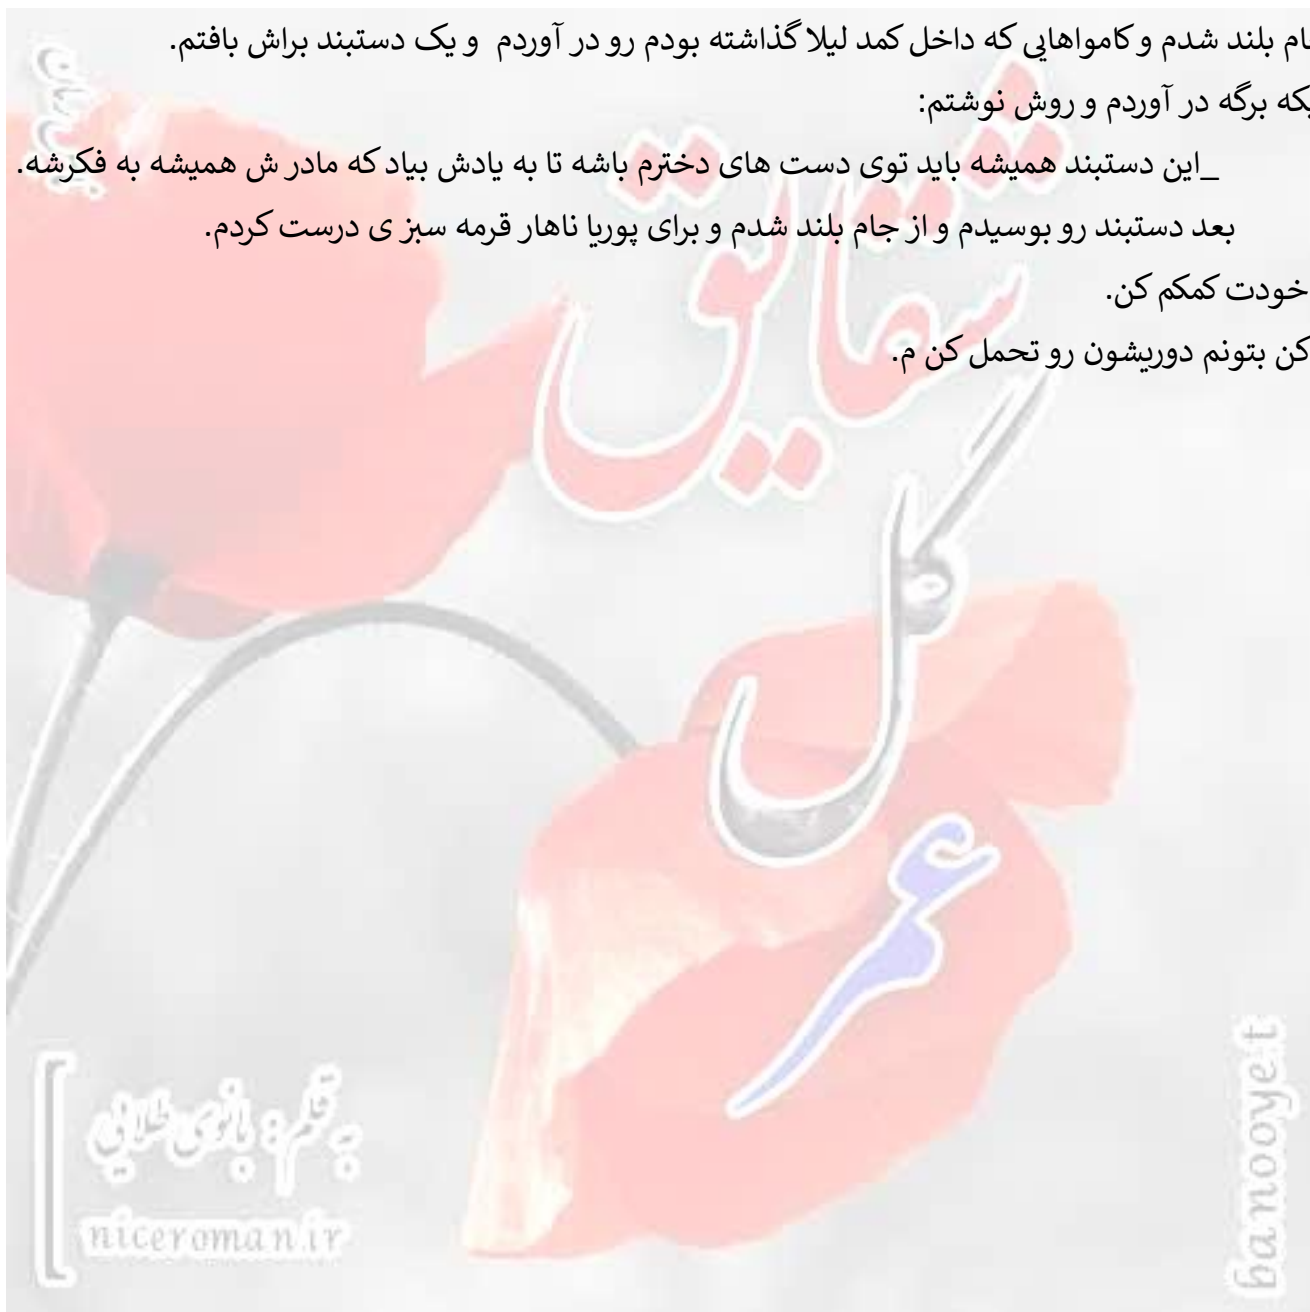 ام بلند شدم و کامواهایی که داخل کمد لیلا گذاشته بودم رو در آوردم و یک دستبند براش بافتم.
که برگه در آوردم و روش نوشتم:
_این دستبند همیشه باید توی دست های دخترم باشه تا به یادش بیاد که مادر ش همیشه به فکرشه.
بعد دستبند رو بوسیدم و از جام بلند شدم و برای پوریا ناهار قرمه سبز ی درست کردم.
خودت کمکم کن.
کن بتونم دوریشون رو تحمل کن م.
شقایق
گل
عمر
به قلم: بانوی طلایی
niceroman.ir
banooye.t